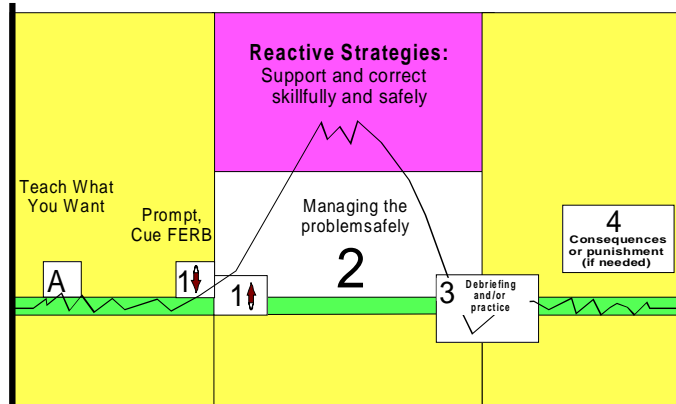 Reactive Strategies:
Support and correct
skillfully and safely
Teach What
You Want
Prompt,
Cue FERB
Managing the
problemsafely
2
A
1
1
3
Debriefing
and/or
practice
4
Consequences
or punishment
(if needed)